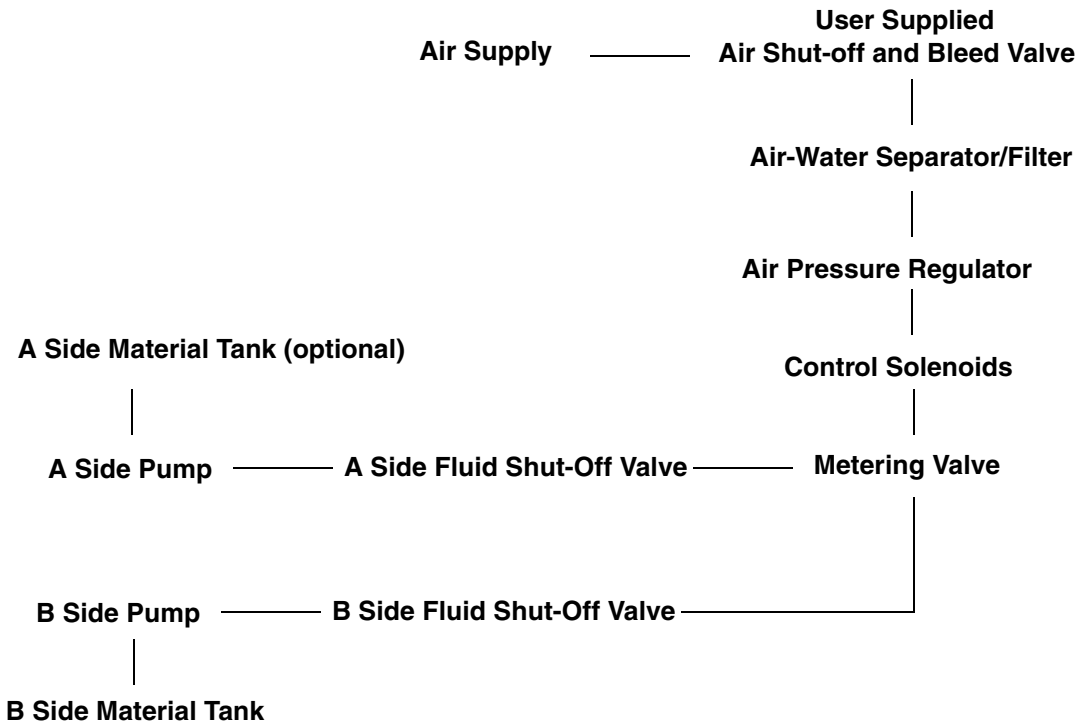 User Supplied
Air Supply
Air Shut-off and Bleed Valve
Air-Water Separator/Filter
Air Pressure Regulator
A Side Material Tank (optional)
Control Solenoids
A Side Pump
A Side Fluid Shut-Off Valve
Metering Valve
B Side Pump
B Side Fluid Shut-Off Valve
B Side Material Tank